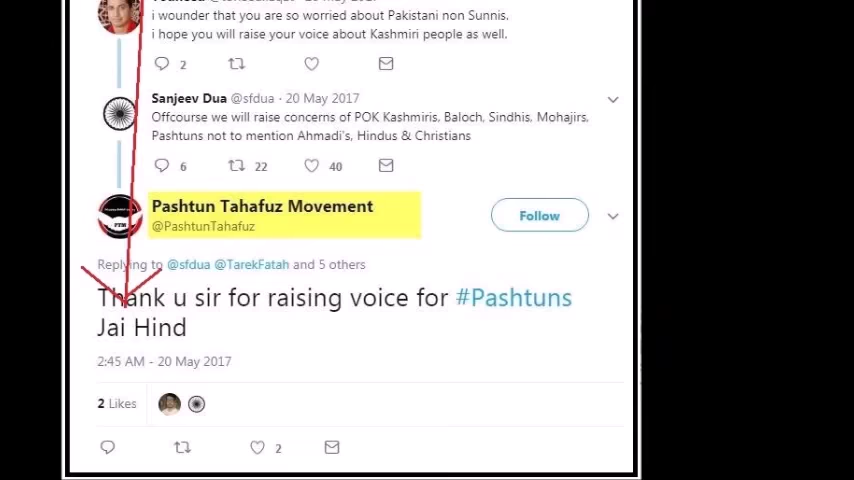 i wounder that you are so worried about Pakistani non Sunnis.
i hope you will raise your voice about Kashmiri people as well.
2
Sanjeev Dua @sfdua · 20 May 2017
Offcourse we will raise concerns of POK Kashmiris, Baloch, Sindhis, Mohajirs,
Pashtuns not to mention Ahmadi's, Hindus & Christians
6 22 40
Pashtun Tahafuz Movement
@PashtunTahafuz
Follow
PTM
Replying to @sfdua @TarekFatah and 5 others
Thank u sir for raising voice for #Pashtuns
Jai Hind
2:45 AM - 20 May 2017
2 Likes
2